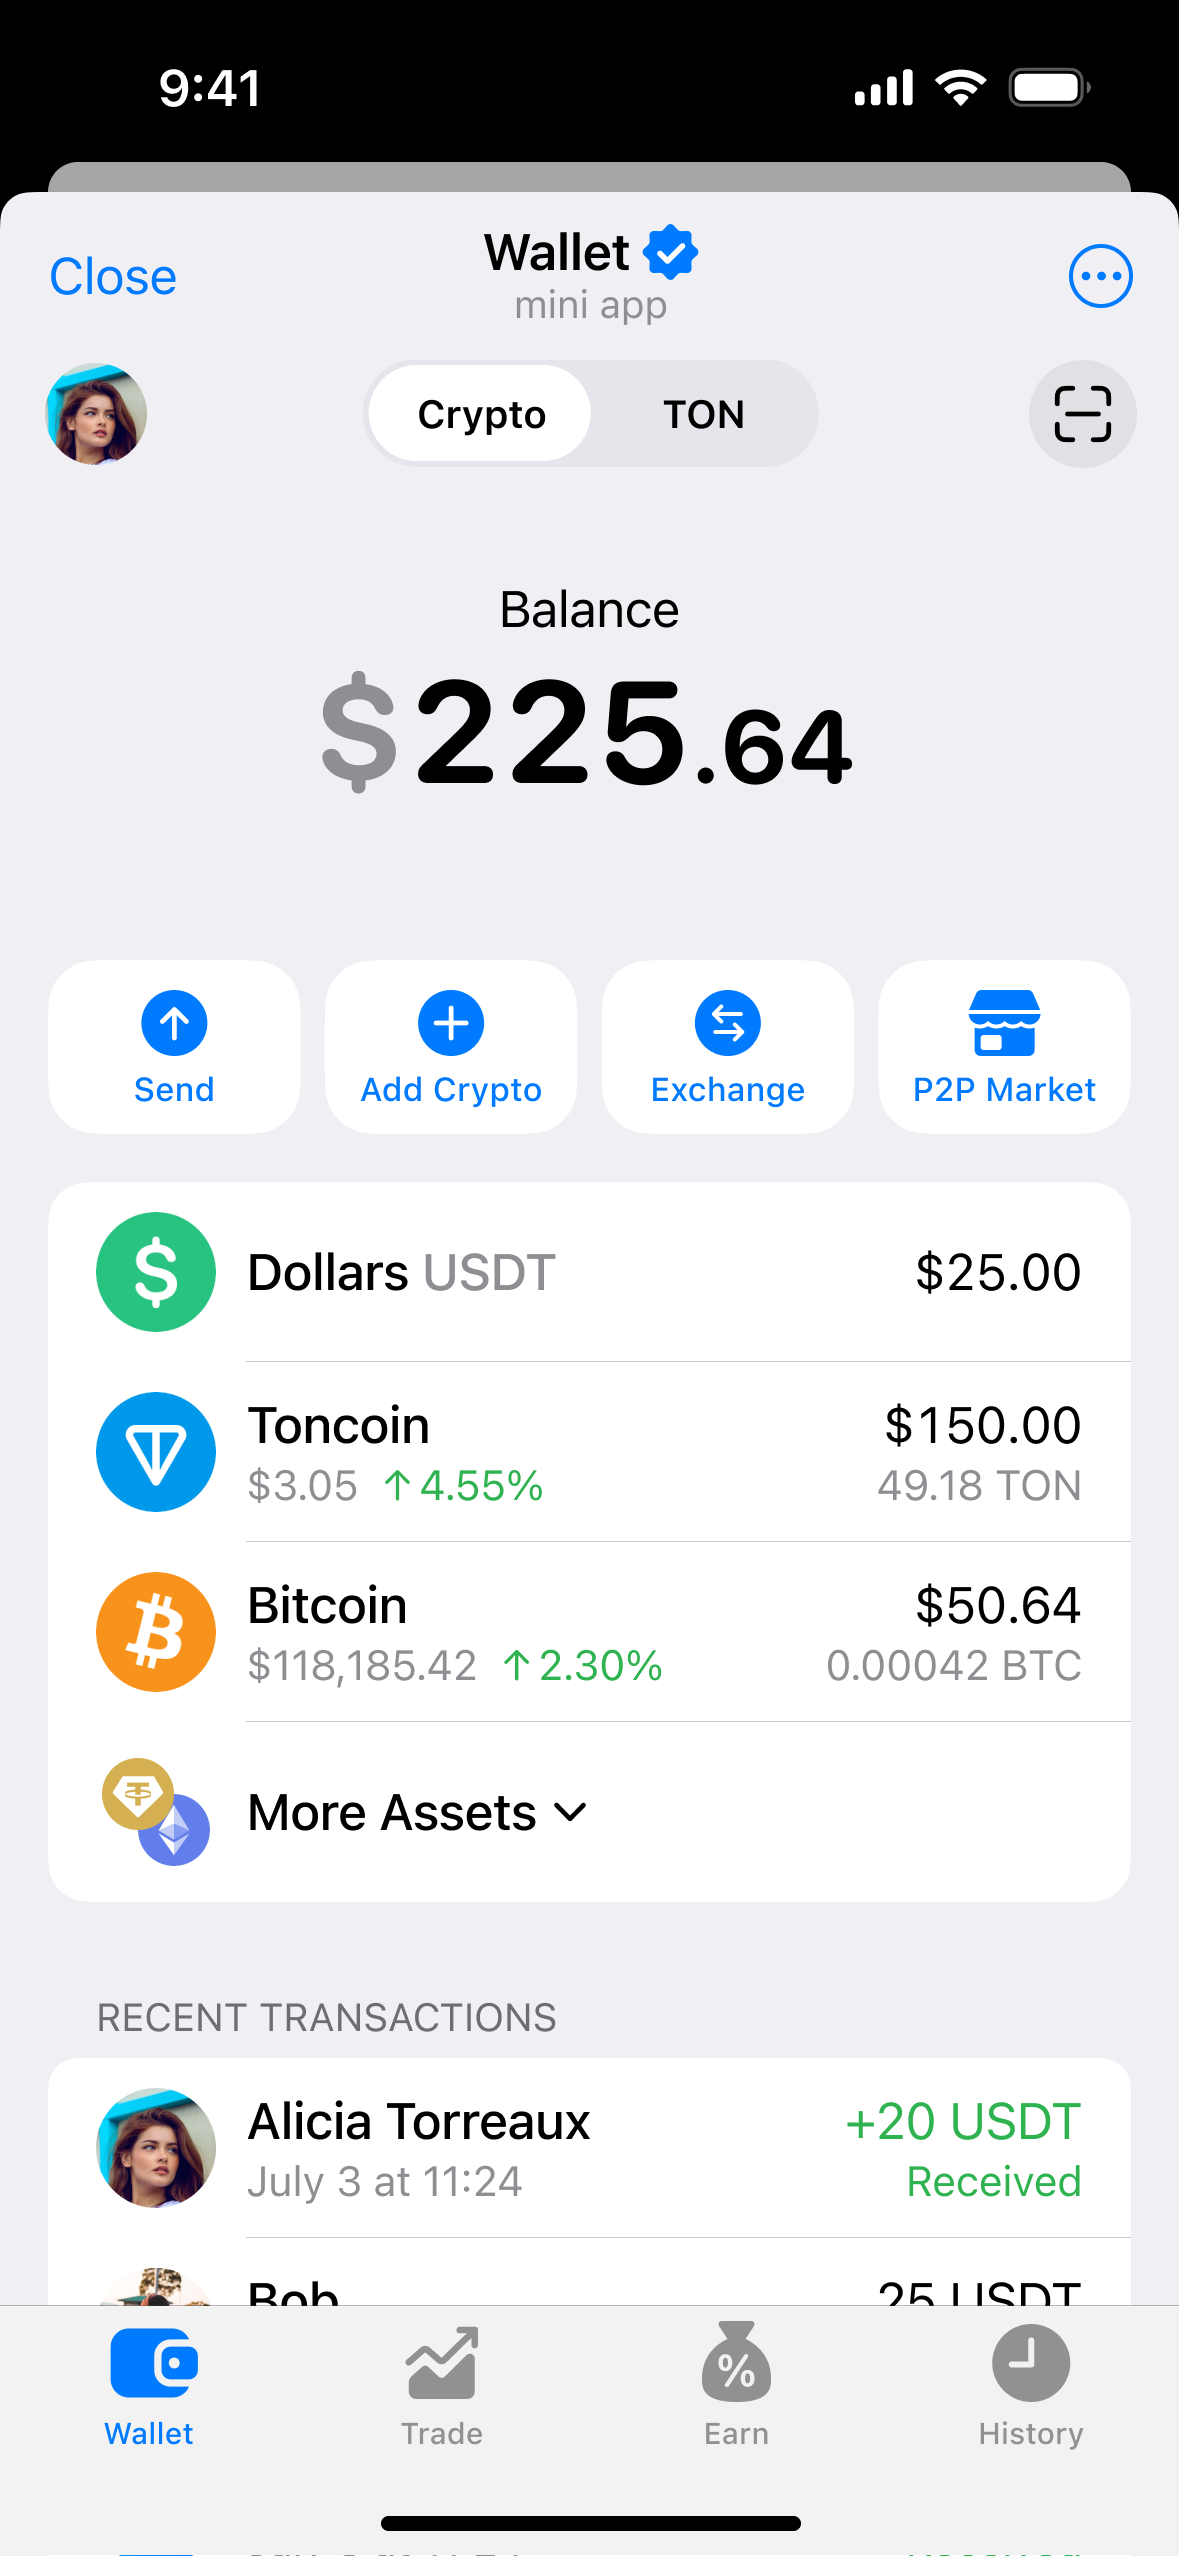 9:41
Close
Wallet
mini app
Crypto
TON
Balance
$225.64
Send
Add Crypto
Exchange
P2P Market
Dollars USDT
$25.00
Toncoin
$150.00
$3.05 ↑4.55%
49.18 TON
Bitcoin
$50.64
$118,185.42 ↑2.30%
0.00042 BTC
More Assets
RECENT TRANSACTIONS
Alicia Torreaux
+20 USDT
July 3 at 11:24
Received
Bob
25 USDT
Wallet
Trade
Earn
History